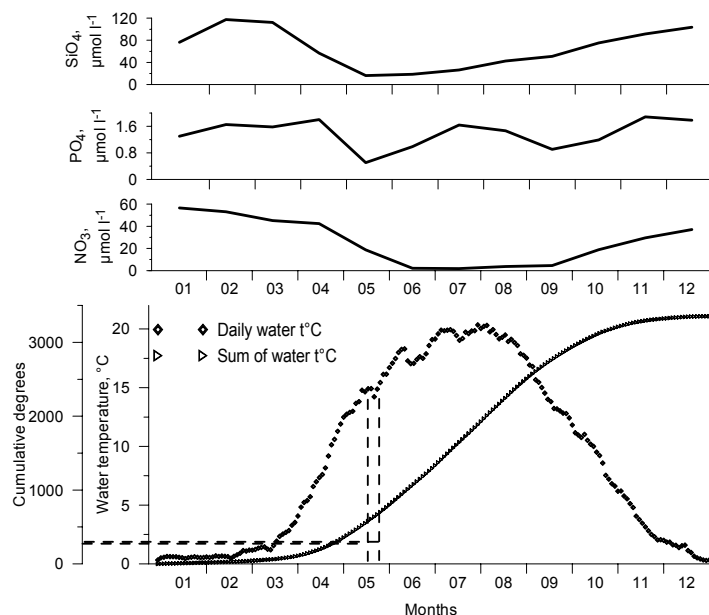 SiO4, µmol l-1
120
80
40
0
PO4, µmol l-1
1.6
0.8
0
NO3, µmol l-1
60
40
20
0
01 02 03 04 05 06 07 08 09 10 11 12
Cumulative degrees
3000
2000
1000
0
Water temperature, °C
20
15
10
5
0
Daily water t°C
Sum of water t°C
01 02 03 04 05 06 07 08 09 10 11 12
Months